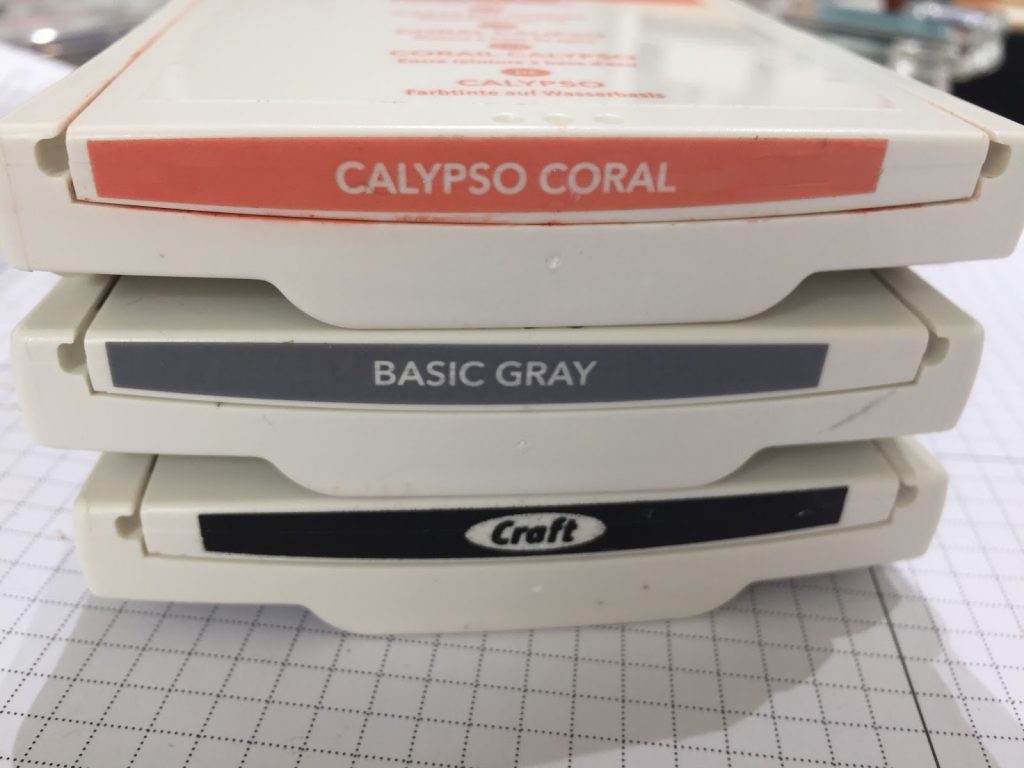 CORAIL CALYPSO
CALYPSO
Farbtinte auf Wasserbasis
CALYPSO CORAL
BASIC GRAY
Craft